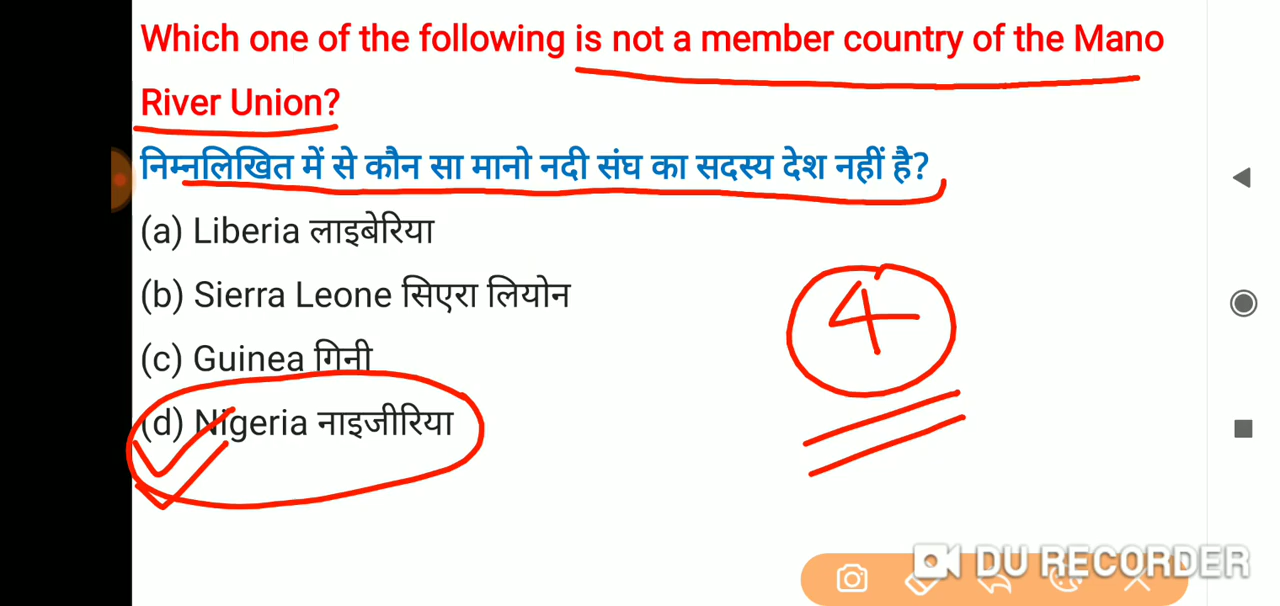 Which one of the following is not a member country of the Mano
River Union?
निम्नलिखित में से कौन सा मानो नदी संघ का सदस्य देश नहीं है?
(a) Liberia लाइबेरिया
(b) Sierra Leone सिएरा लियोन
4
(c) Guinea गिनी
(d) Nigeria नाइजीरिया
DU RECORDER